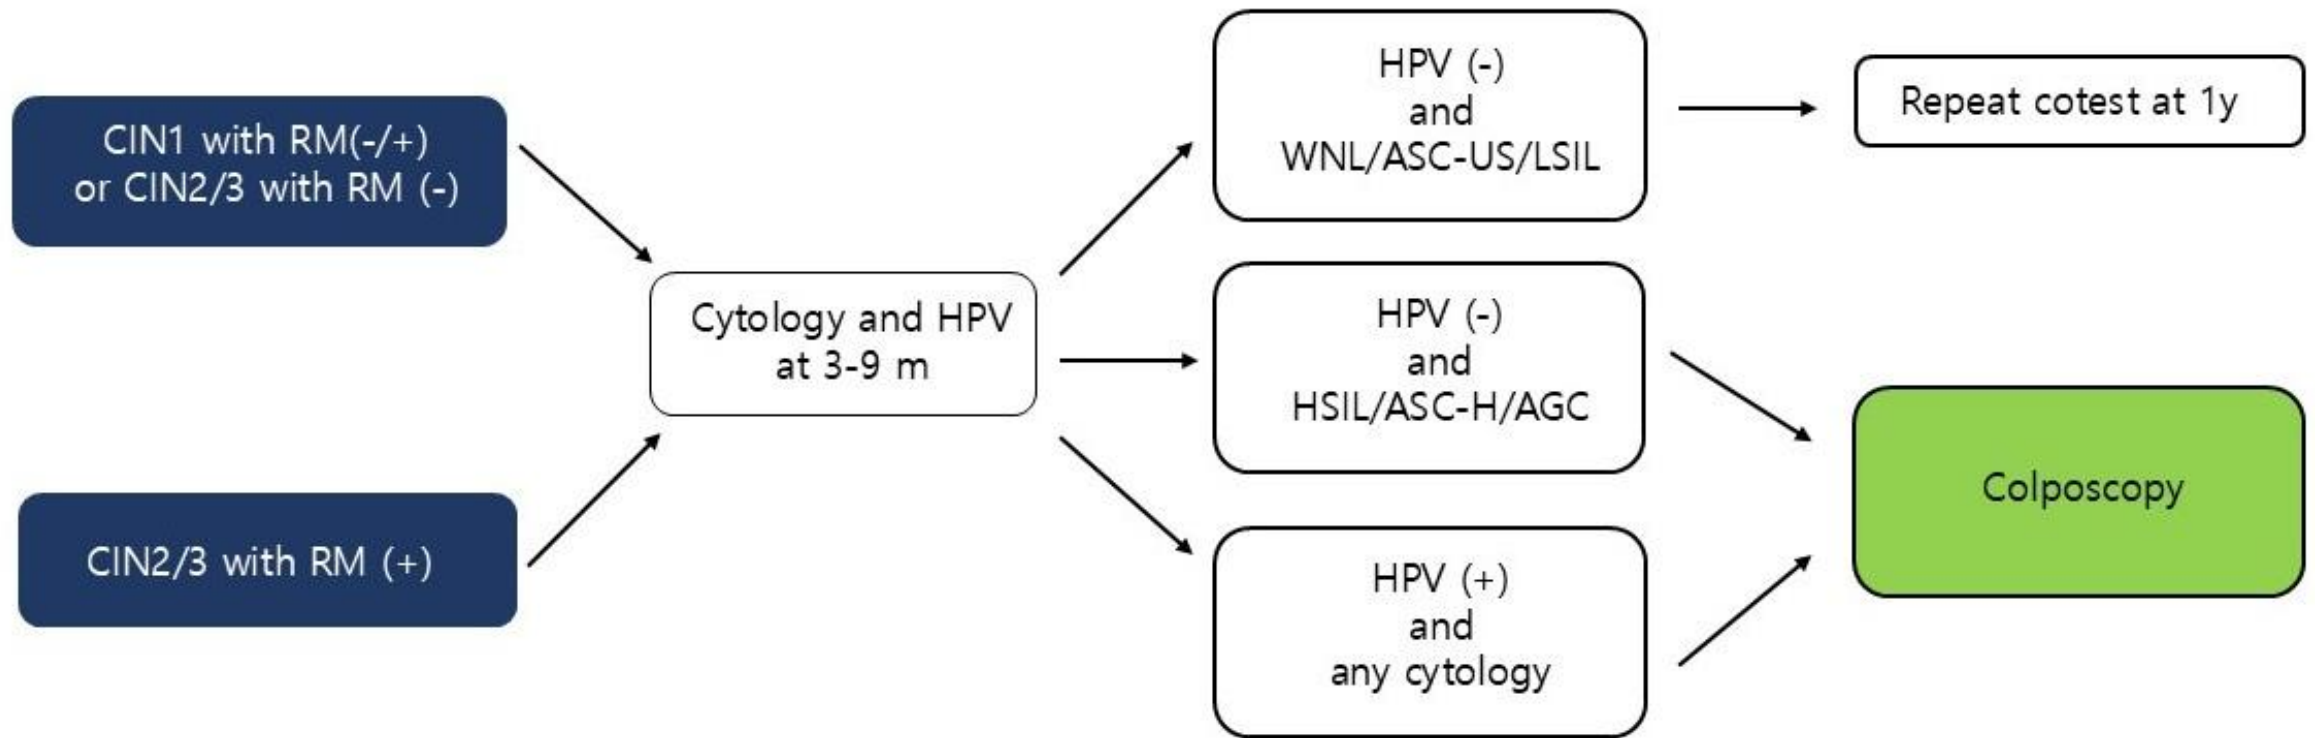 CIN1 with RM(-/+)
or CIN2/3 with RM (-)
CIN2/3 with RM (+)
Cytology and HPV
at 3-9 m
HPV (-)
and
WNL/ASC-US/LSIL
HPV (-)
and
HSIL/ASC-H/AGC
HPV (+)
and
any cytology
Repeat cotest at 1y
Colposcopy